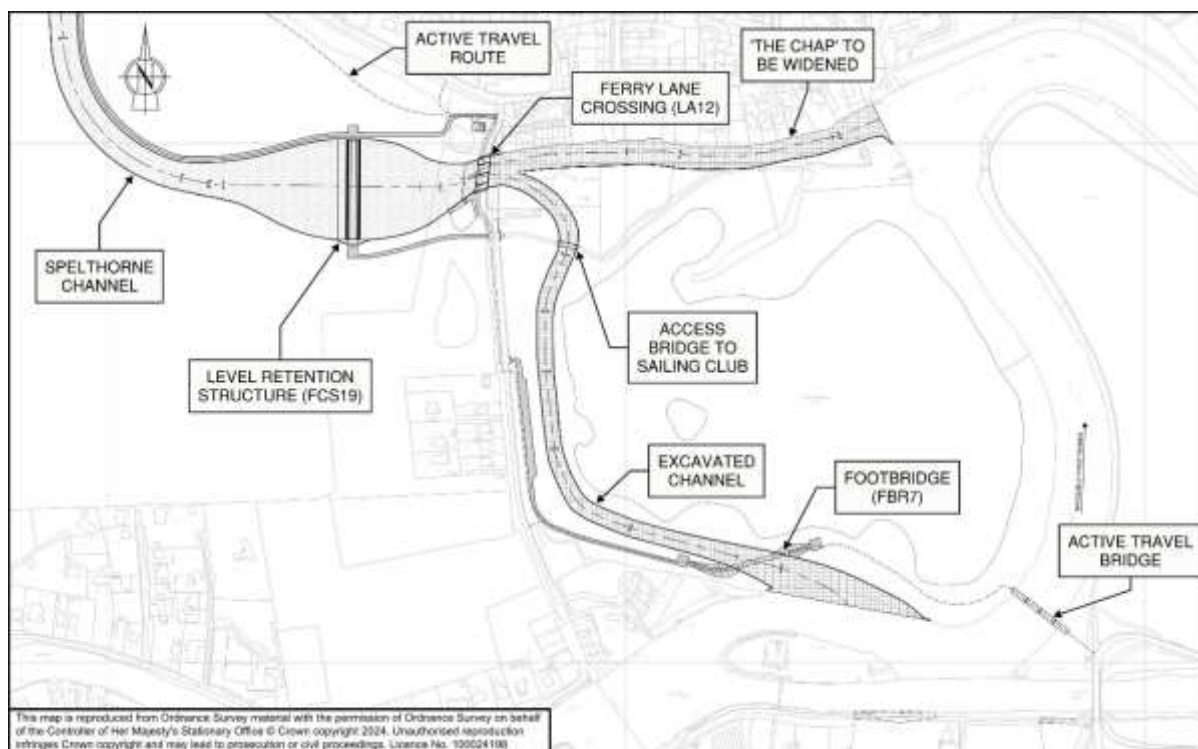 ACTIVE TRAVEL
ROUTE
'THE CHAP' TO
BE WIDENED
FERRY LANE
CROSSING (LA12)
SPELTHORNE
CHANNEL
LEVEL RETENTION
STRUCTURE (FCS19)
ACCESS
BRIDGE TO
SAILING CLUB
EXCAVATED
CHANNEL
FOOTBRIDGE
(FBR7)
ACTIVE TRAVEL
BRIDGE
This map is reproduced from Ordnance Survey material with the permission of Ordnance Survey on behalf
of the Controller of Her Majesty's Stationary Office © Crown copyright 2024. Unauthorised reproduction
infringes Crown copyright and may lead to prosecution or civil proceedings. Licence No. 100024198